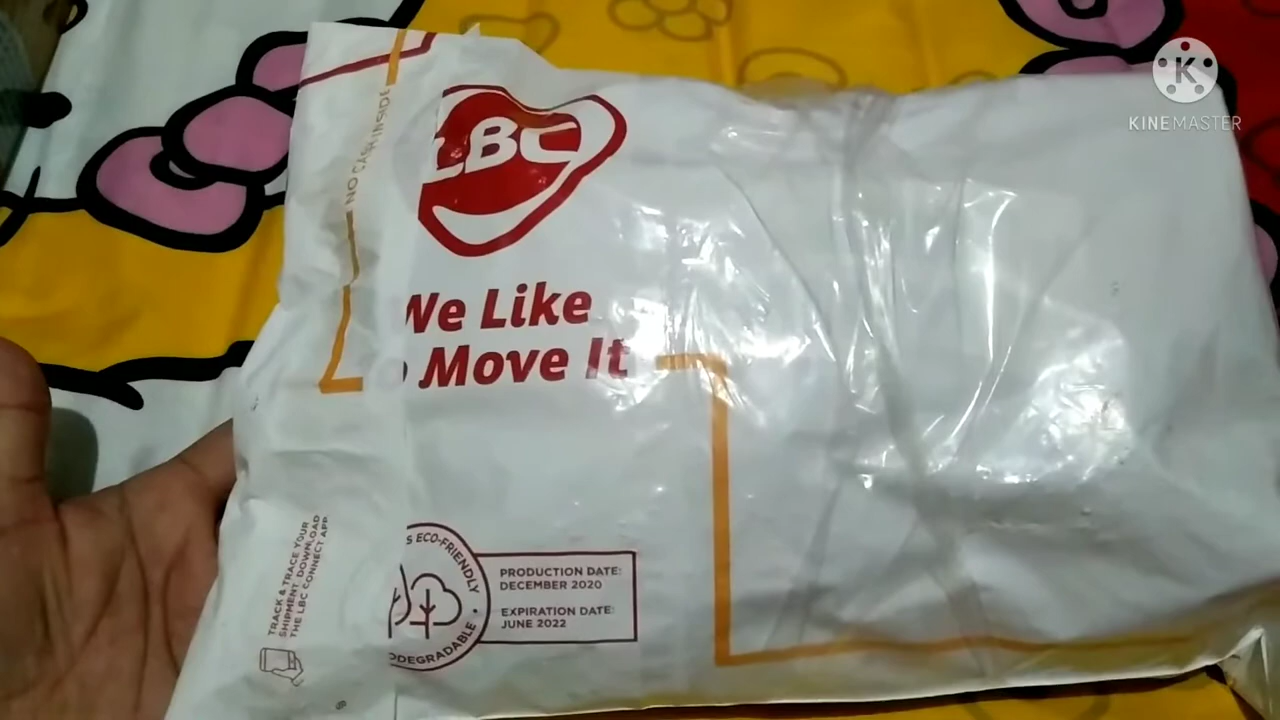 NO CASH INSIDE
LBC
We Like
Move It
S ECO-FRIENDLY
ODEGRADABLE
PRODUCTION DATE:
DECEMBER 2020
EXPIRATION DATE:
JUNE 2022
TRACK & TRACE YOUR
SHIPMENT. DOWNLOAD
THE LBC CONNECT APP
K
KINEMASTER